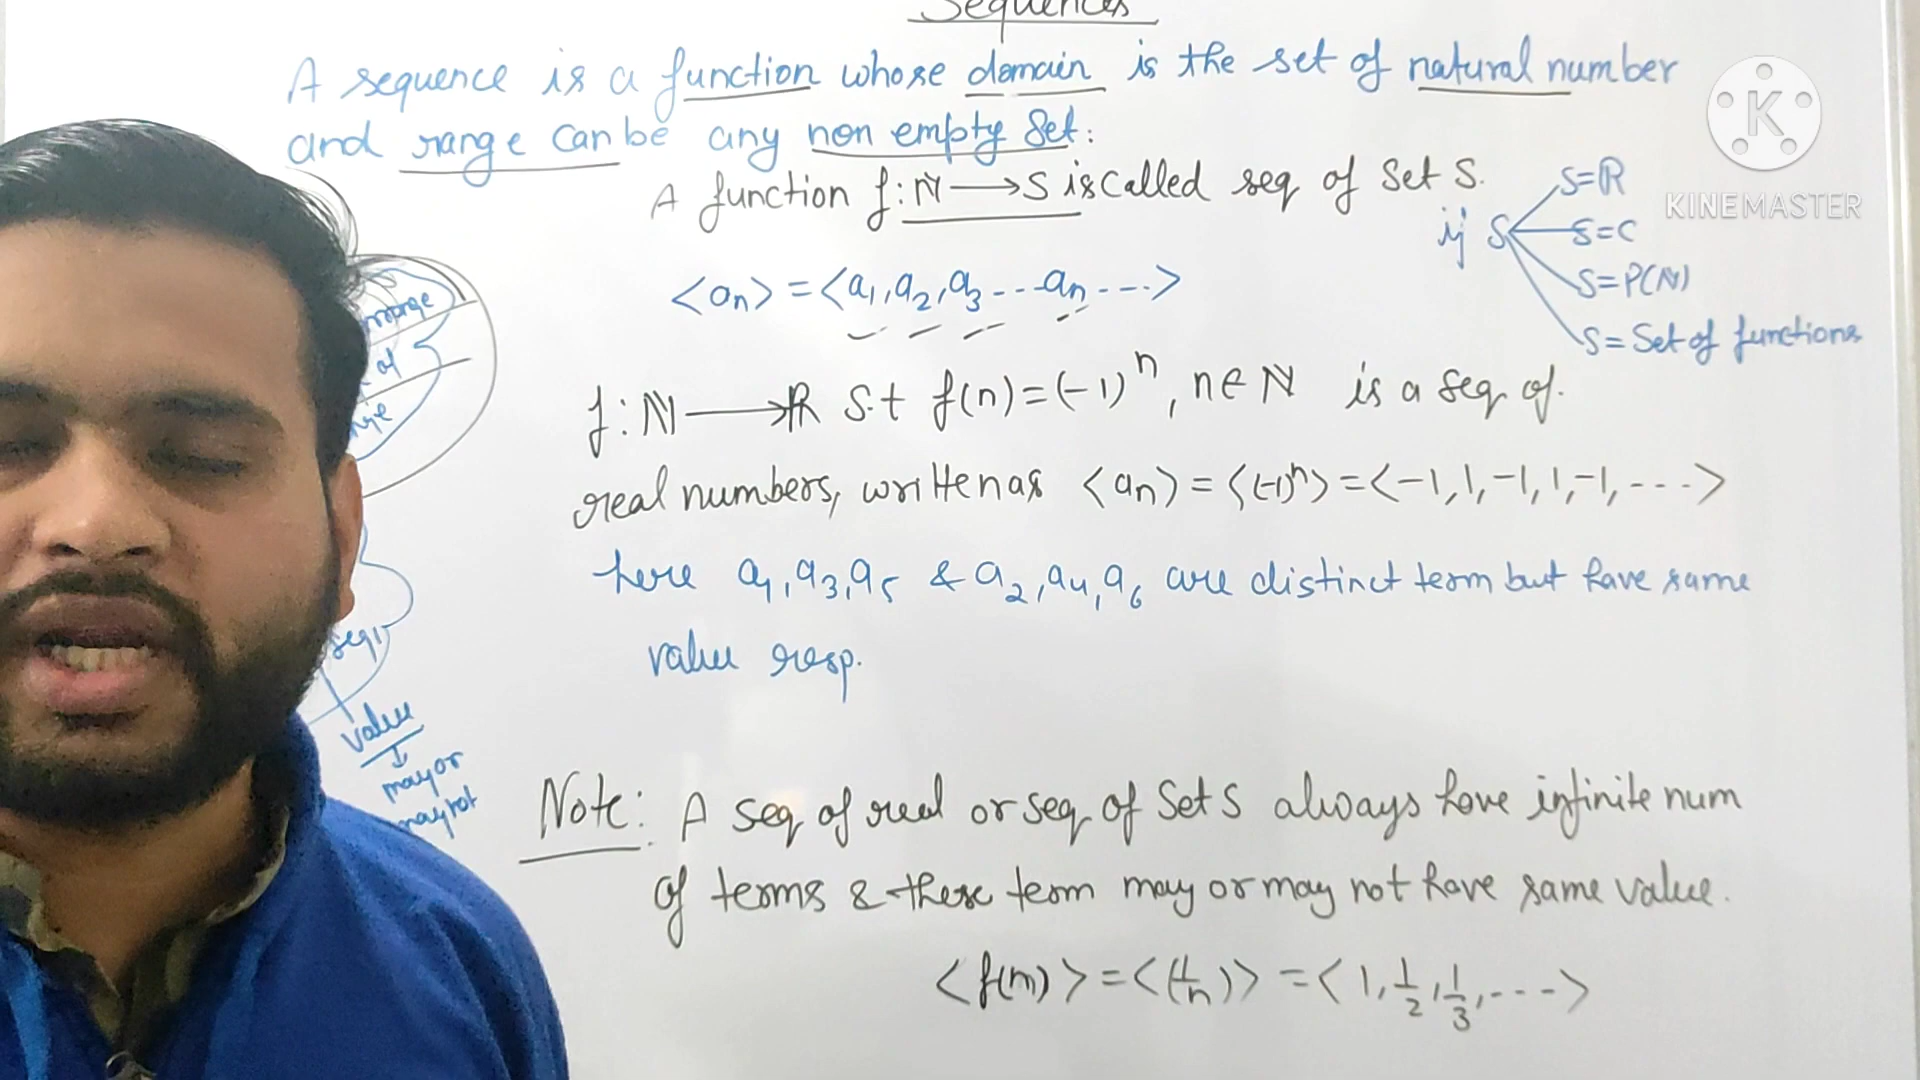 Sequences
A sequence is a function whose domain is the set of natural number
and range can be any non empty set:
A function f: ℕ → S is called seq of set S.
if S
S=ℝ
S=C
S=P(ℕ)
S=Set of functions
<an> = <a1, a2, a3 --- an --->
f: ℕ → ℝ s.t f(n)=(-1)^n, n∈ℕ is a seq of.
real numbers, written as <an> = <(-1)^n> = <-1, 1, -1, 1, -1, --->
here a1, a3, a5 & a2, a4, a6 are distinct term but have same
value resp.
Note: A seq of real or seq of set S always have infinite num
of terms & these term may or may not have same value.
<f(n)> = <(1/n)> = <1, 1/2, 1/3, --->
range
of
seq
value
may or
may not
KINEMASTER